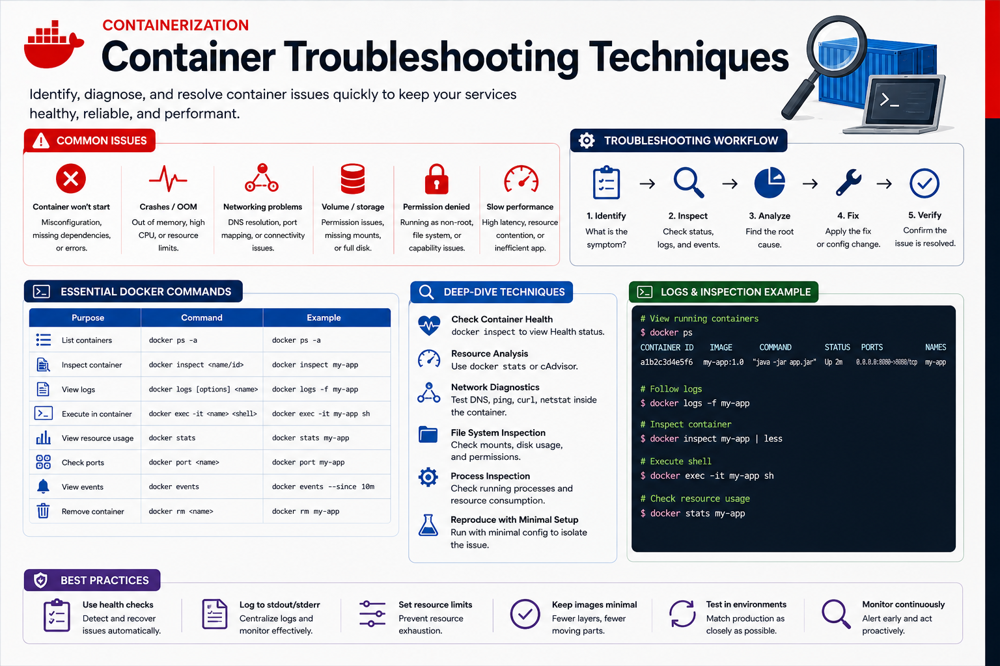 CONTAINERIZATION
Container Troubleshooting Techniques
Identify, diagnose, and resolve container issues quickly to keep your services
healthy, reliable, and performant.
COMMON ISSUES
Container won't start
Misconfiguration,
missing dependencies,
or errors.
Crashes / OOM
Out of memory, high
CPU, or resource
limits.
Networking problems
DNS resolution, port
mapping, or connectivity
issues.
Volume / storage
Permission issues,
missing mounts,
or full disk.
Permission denied
Running as non-root,
file system, or
capability issues.
Slow performance
High latency, resource
contention, or
inefficient app.
TROUBLESHOOTING WORKFLOW
1. Identify
What is the
symptom?
2. Inspect
Check status,
logs, and events.
3. Analyze
Find the root
cause.
4. Fix
Apply the fix
or config change.
5. Verify
Confirm the
issue is resolved.
ESSENTIAL DOCKER COMMANDS
Purpose Command Example
List containers docker ps -a docker ps -a
Inspect container docker inspect <name/id> docker inspect my-app
View logs docker logs [options] <name> docker logs -f my-app
Execute in container docker exec -it <name> <shell> docker exec -it my-app sh
View resource usage docker stats docker stats my-app
Check ports docker port <name> docker port my-app
View events docker events docker events --since 10m
Remove container docker rm <name> docker rm my-app
DEEP-DIVE TECHNIQUES
Check Container Health
docker inspect to view Health status.
Resource Analysis
Use docker stats or cAdvisor.
Network Diagnostics
Test DNS, ping, curl, netstat inside
the container.
File System Inspection
Check mounts, disk usage,
and permissions.
Process Inspection
Check running processes and
resource consumption.
Reproduce with Minimal Setup
Run with minimal config to isolate
the issue.
LOGS & INSPECTION EXAMPLE
# View running containers
$ docker ps
CONTAINER ID IMAGE COMMAND STATUS PORTS NAMES
a1b2c3d4e5f6 my-app:1.0 "java -jar app.jar" Up 2m 0.0.0.0:8080->8080/tcp my-app
# Follow logs
$ docker logs -f my-app
# Inspect container
$ docker inspect my-app | less
# Execute shell
$ docker exec -it my-app sh
# Check resource usage
$ docker stats my-app
BEST PRACTICES
Use health checks
Detect and recover
issues automatically.
Log to stdout/stderr
Centralize logs and
monitor effectively.
Set resource limits
Prevent resource
exhaustion.
Keep images minimal
Fewer layers, fewer
moving parts.
Test in environments
Match production as
closely as possible.
Monitor continuously
Alert early and act
proactively.